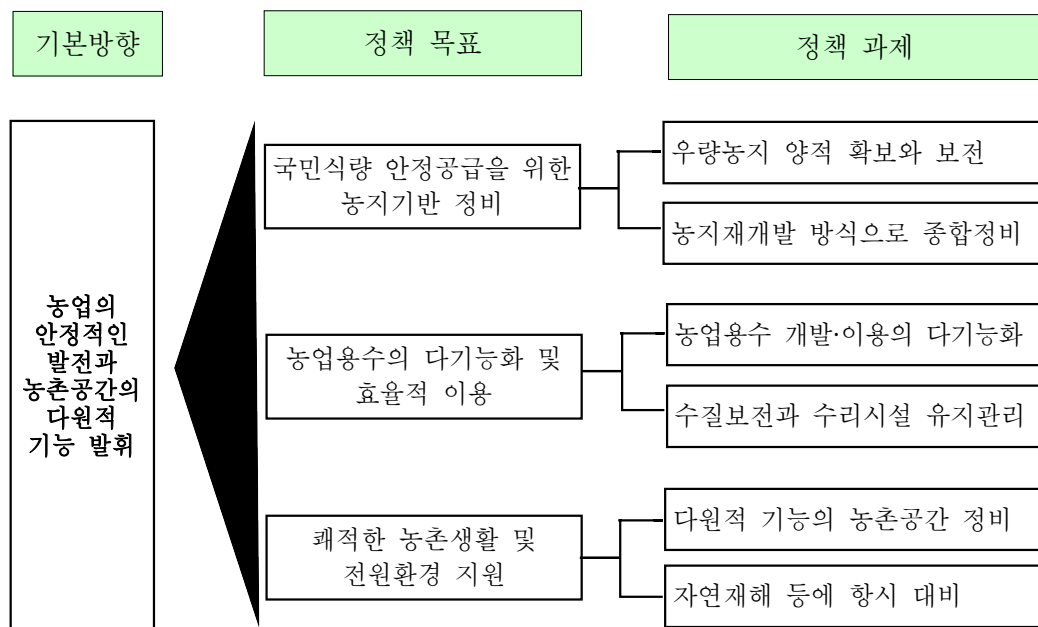 기본방향
정책 목표
정책 과제
농업의
안정적인
발전과
농촌공간의
다원적
기능 발휘
국민식량 안정공급을 위한
농지기반 정비
우량농지 양적 확보와 보전
농지재개발 방식으로 종합정비
농업용수의 다기능화 및
효율적 이용
농업용수 개발·이용의 다기능화
수질보전과 수리시설 유지관리
쾌적한 농촌생활 및
전원환경 지원
다원적 기능의 농촌공간 정비
자연재해 등에 항시 대비